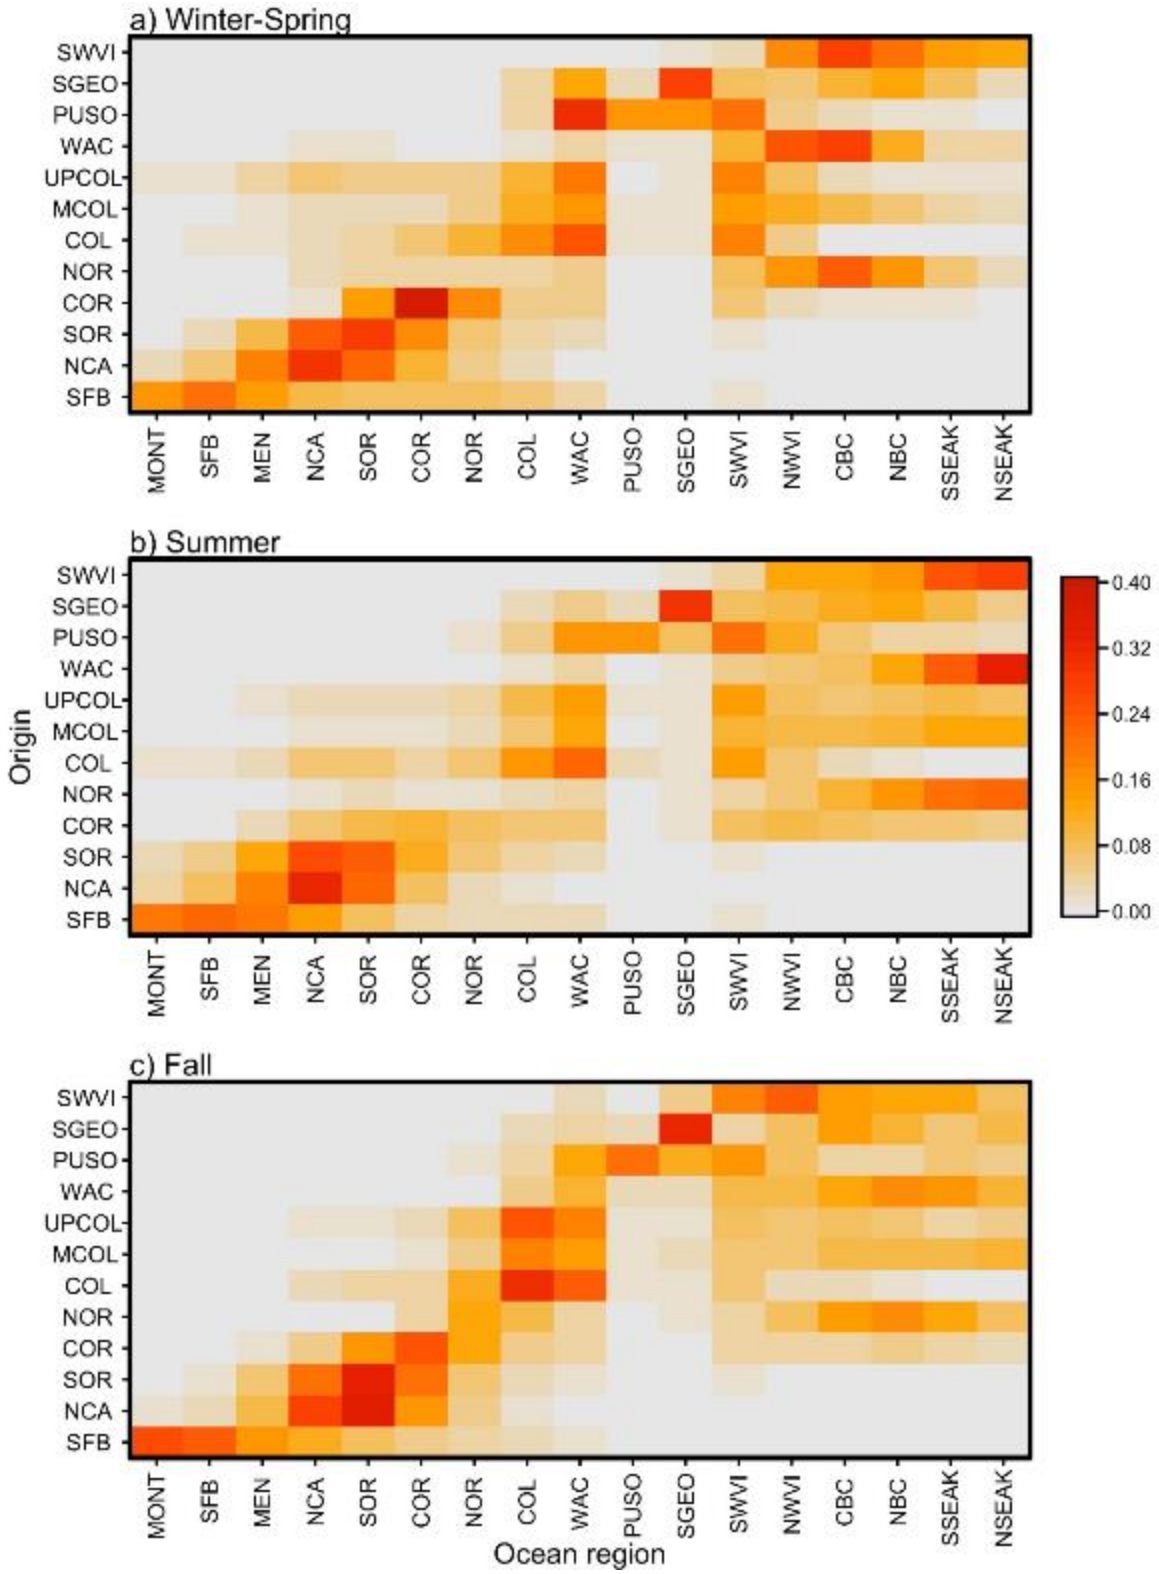 a) Winter-Spring
SWVI
SGEO
PUSO
WAC
UPCOL
MCOL
COL
NOR
COR
SOR
NCA
SFB
MONT SFB MEN NCA SOR COR NOR COL WAC PUSO SGEO SWVI NWVI CBC NBC SSEAK NSEAK
b) Summer
SWVI
SGEO
PUSO
WAC
UPCOL
MCOL
COL
NOR
COR
SOR
NCA
SFB
MONT SFB MEN NCA SOR COR NOR COL WAC PUSO SGEO SWVI NWVI CBC NBC SSEAK NSEAK
Origin
0.40
0.32
0.24
0.16
0.08
0.00
c) Fall
SWVI
SGEO
PUSO
WAC
UPCOL
MCOL
COL
NOR
COR
SOR
NCA
SFB
MONT SFB MEN NCA SOR COR NOR COL WAC PUSO SGEO SWVI NWVI CBC NBC SSEAK NSEAK
Ocean region